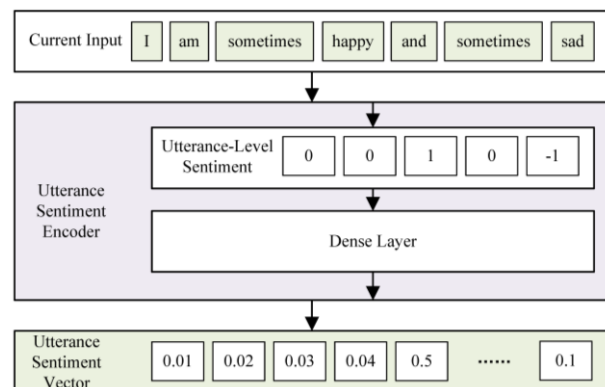 Current Input I am sometimes happy and sometimes sad
Utterance-Level
Sentiment
0 0 1 0 -1
Utterance
Sentiment
Encoder
Dense Layer
Utterance
Sentiment
Vector
0.01 0.02 0.03 0.04 0.5 ...... 0.1